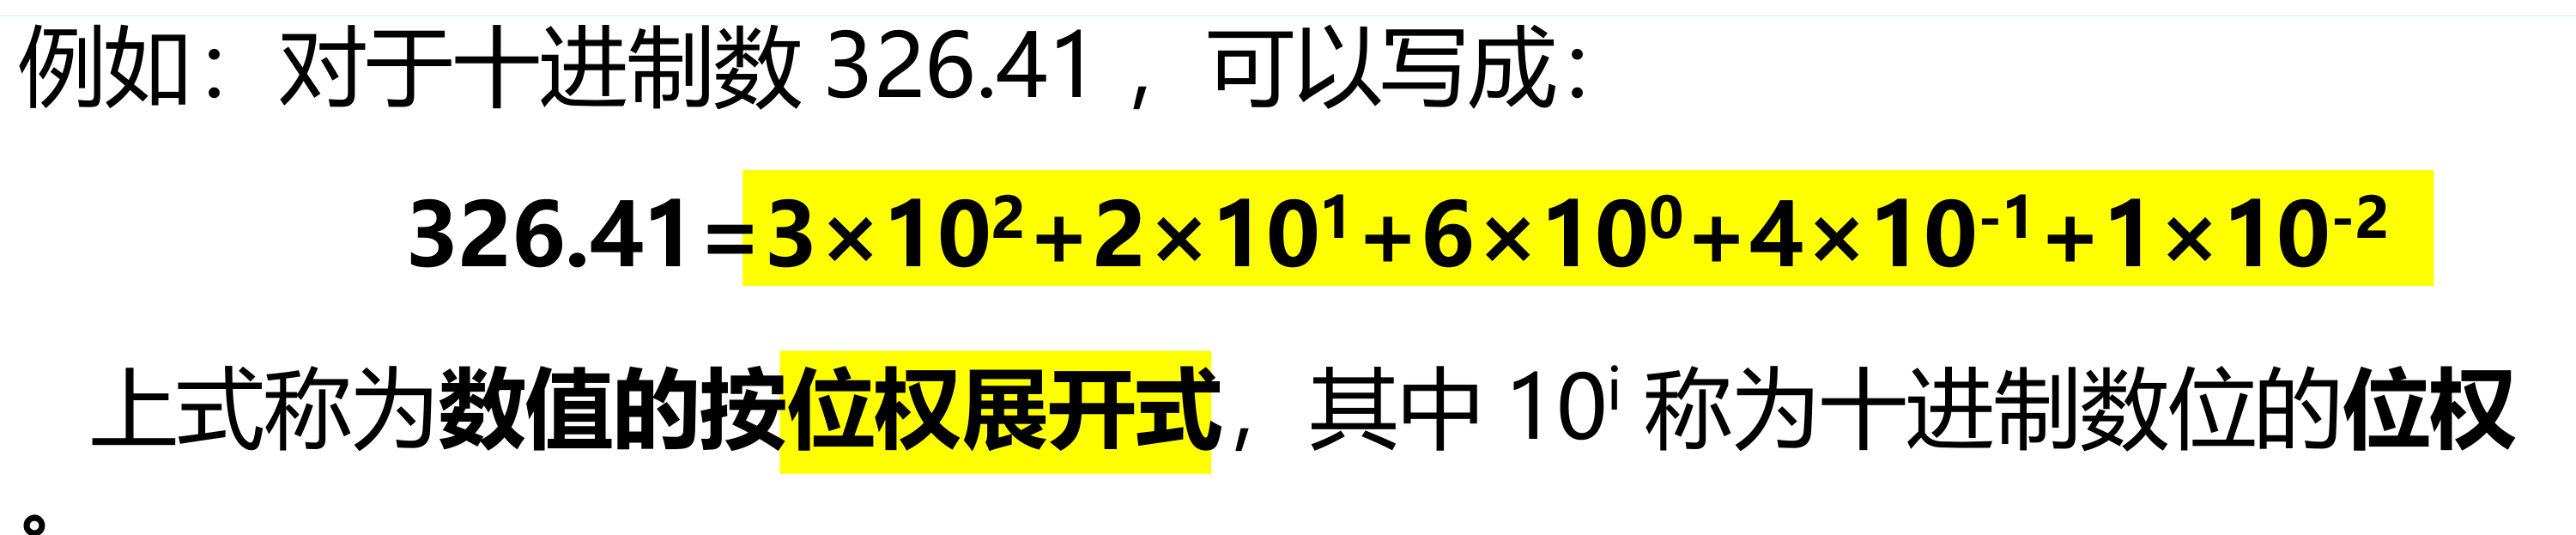 例如：对于十进制数 326.41 ，可以写成：
326.41=3×10²+2×10¹+6×10⁰+4×10⁻¹+1×10⁻²
上式称为数值的按位权展开式，其中 10ⁱ 称为十进制数位的位权
。